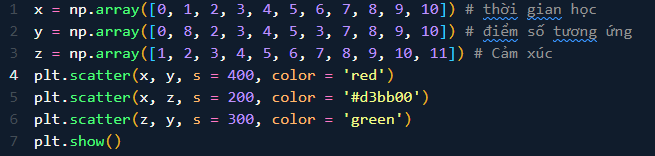 1 x = np.array([0, 1, 2, 3, 4, 5, 6, 7, 8, 9, 10]) # thời gian học
2 y = np.array([0, 8, 2, 3, 4, 5, 3, 7, 8, 9, 10]) # điểm số tương ứng
3 z = np.array([1, 2, 3, 4, 5, 6, 7, 8, 9, 10, 11]) # Cảm xúc
4 plt.scatter(x, y, s = 400, color = 'red')
5 plt.scatter(x, z, s = 200, color = '#d3bb00')
6 plt.scatter(z, y, s = 300, color = 'green')
7 plt.show()